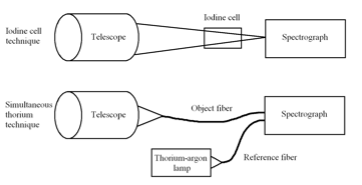 Iodine cell
technique
Telescope
Iodine cell
Spectrograph
Simultaneous
thorium
technique
Telescope
Object fiber
Spectrograph
Thorium-argon
lamp
Reference fiber